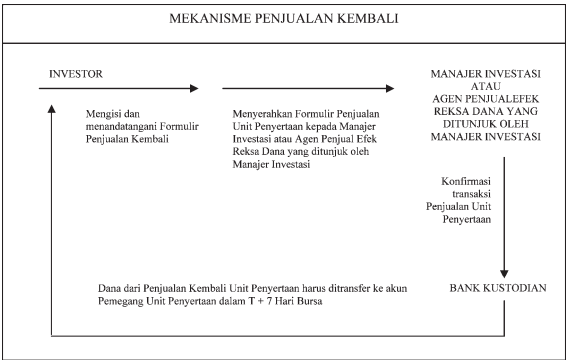 MEKANISME PENJUALAN KEMBALI
INVESTOR
Mengisi dan
menandatangani Formulir
Penjualan Kembali
Menyerahkan Formulir Penjualan
Unit Penyertaan kepada Manajer
Investasi atau Agen Penjual Efek
Reksa Dana yang ditunjuk oleh
Manajer Investasi
MANAJER INVESTASI
ATAU
AGEN PENJUALEFEK
REKSA DANA YANG
DITUNJUK OLEH
MANAJER INVESTASI
Konfirmasi
transaksi
Penjualan Unit
Penyertaan
BANK KUSTODIAN
Dana dari Penjualan Kembali Unit Penyertaan harus ditransfer ke akun
Pemegang Unit Penyertaan dalam T + 7 Hari Bursa